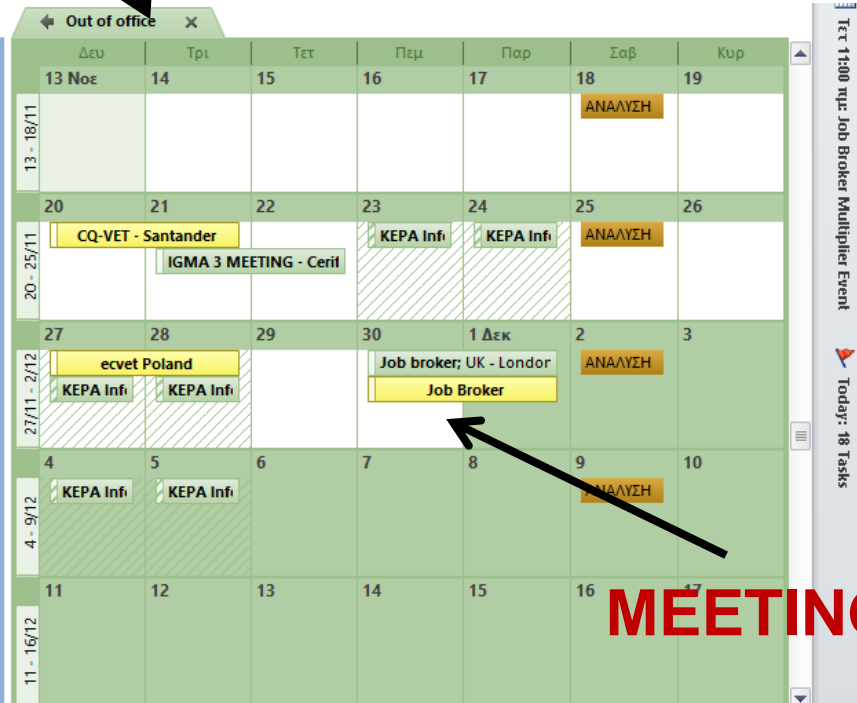 Out of office
Δευ Τρι Τετ Πεμ Παρ Σαβ Κυρ
13 - 18/11
13 Νοε 14 15 16 17 18 19
ΑΝΑΛΥΣΗ
20 - 25/11
20 21 22 23 24 25 26
CQ-VET - Santander KEPA Info KEPA Info ΑΝΑΛΥΣΗ
IGMA 3 MEETING - Cerif
27/11 - 2/12
27 28 29 30 1 Δεκ 2 3
ecvet Poland Job broker; UK - London ΑΝΑΛΥΣΗ
KEPA Info KEPA Info Job Broker
4 - 9/12
4 5 6 7 8 9 10
KEPA Info KEPA Info ΑΝΑΛΥΣΗ
11 - 16/12
11 12 13 14 15 16 17
MEETING
Τετ 11:00 πμ: Job Broker Multiplier Event
Today: 18 Tasks